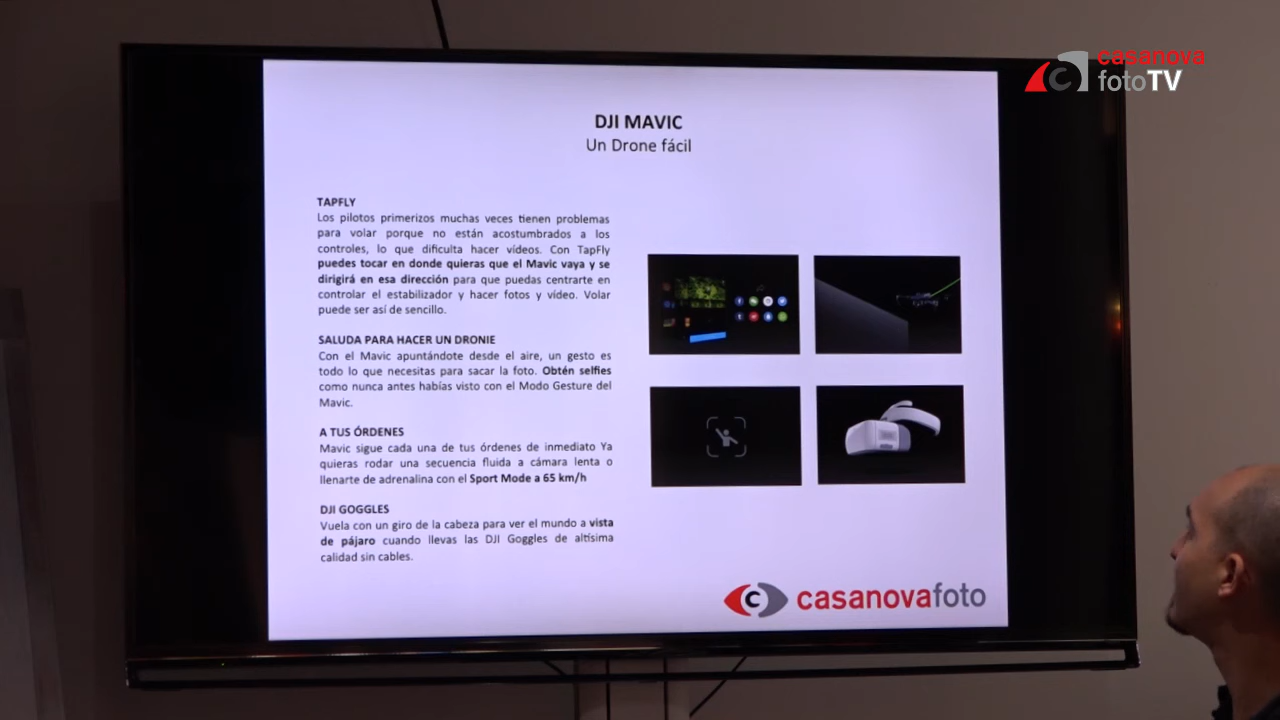 casanova
fotoTV
DJI MAVIC
Un Drone fácil
TAPFLY
Los pilotos primerizos muchas veces tienen problemas
para volar porque no están acostumbrados a los
controles, lo que dificulta hacer vídeos. Con TapFly
puedes tocar en donde quieras que el Mavic vaya y se
dirigirá en esa dirección para que puedas centrarte en
controlar el estabilizador y hacer fotos y vídeo. Volar
puede ser así de sencillo.
SALUDA PARA HACER UN DRONIE
Con el Mavic apuntándote desde el aire, un gesto es
todo lo que necesitas para sacar la foto. Obtén selfies
como nunca antes habías visto con el Modo Gesture del
Mavic.
A TUS ÓRDENES
Mavic sigue cada una de tus órdenes de inmediato Ya
quieras rodar una secuencia fluida a cámara lenta o
llenarte de adrenalina con el Sport Mode a 65 km/h
DJI GOGGLES
Vuela con un giro de la cabeza para ver el mundo a vista
de pájaro cuando llevas las DJI Goggles de altísima
calidad sin cables.
casanovafoto